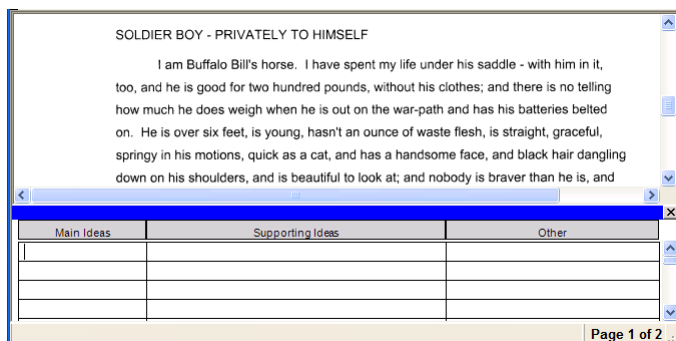 SOLDIER BOY - PRIVATELY TO HIMSELF
I am Buffalo Bill's horse. I have spent my life under his saddle - with him in it,
too, and he is good for two hundred pounds, without his clothes; and there is no telling
how much he does weigh when he is out on the war-path and has his batteries belted
on. He is over six feet, is young, hasn't an ounce of waste flesh, is straight, graceful,
springy in his motions, quick as a cat, and has a handsome face, and black hair dangling
down on his shoulders, and is beautiful to look at; and nobody is braver than he is, and
Main Ideas Supporting Ideas Other
Page 1 of 2